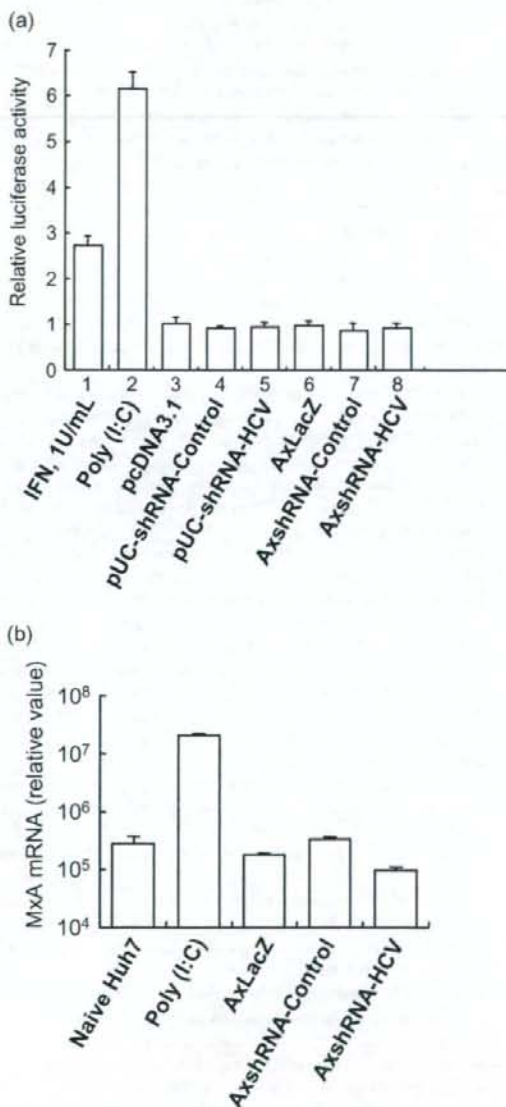 (a)
Relative luciferase activity
7
6
5
4
3
2
1
0
1 2 3 4 5 6 7 8
IFN, 1U/mL
Poly (I:C)
pcDNA3.1
pUC-shRNA-Control
pUC-shRNA-HCV
AxLacZ
AxshRNA-Control
AxshRNA-HCV
(b)
MxA mRNA (relative value)
10⁸
10⁷
10⁶
10⁵
10⁴
Naïve Huh7
Poly (I:C)
AxLacZ
AxshRNA-Control
AxshRNA-HCV